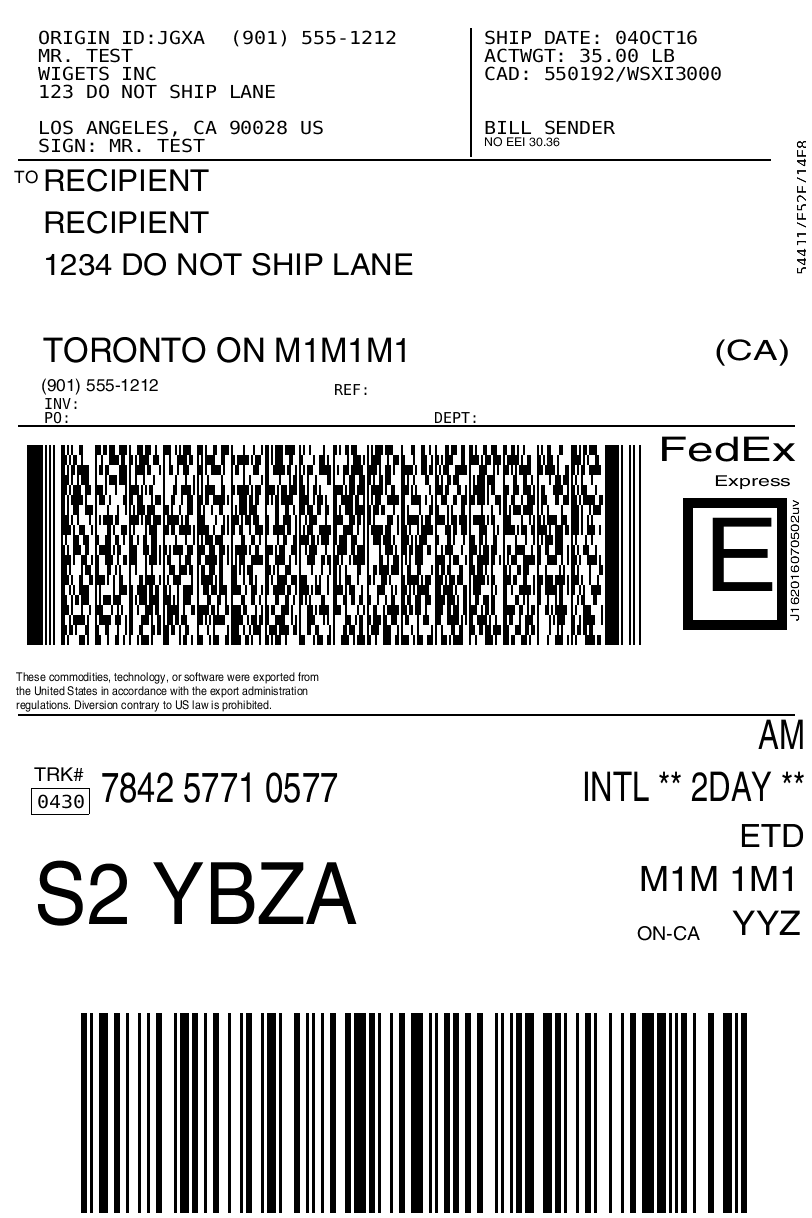 ORIGIN ID:JGXA (901) 555-1212
MR. TEST
WIGETS INC
123 DO NOT SHIP LANE
LOS ANGELES, CA 90028 US
SIGN: MR. TEST
SHIP DATE: 04OCT16
ACTWGT: 35.00 LB
CAD: 550192/WSXI3000
BILL SENDER
NO EEI 30.36
TO RECIPIENT
RECIPIENT
1234 DO NOT SHIP LANE
TORONTO ON M1M1M1 (CA)
(901) 555-1212
REF:
INV:
PO:
DEPT:
FedEx
Express
E
J162016070502uv
These commodities, technology, or software were exported from
the United States in accordance with the export administration
regulations. Diversion contrary to US law is prohibited.
AM
TRK#
0430
7842 5771 0577
INTL ** 2DAY **
ETD
S2 YBZA
M1M 1M1
ON-CA YYZ